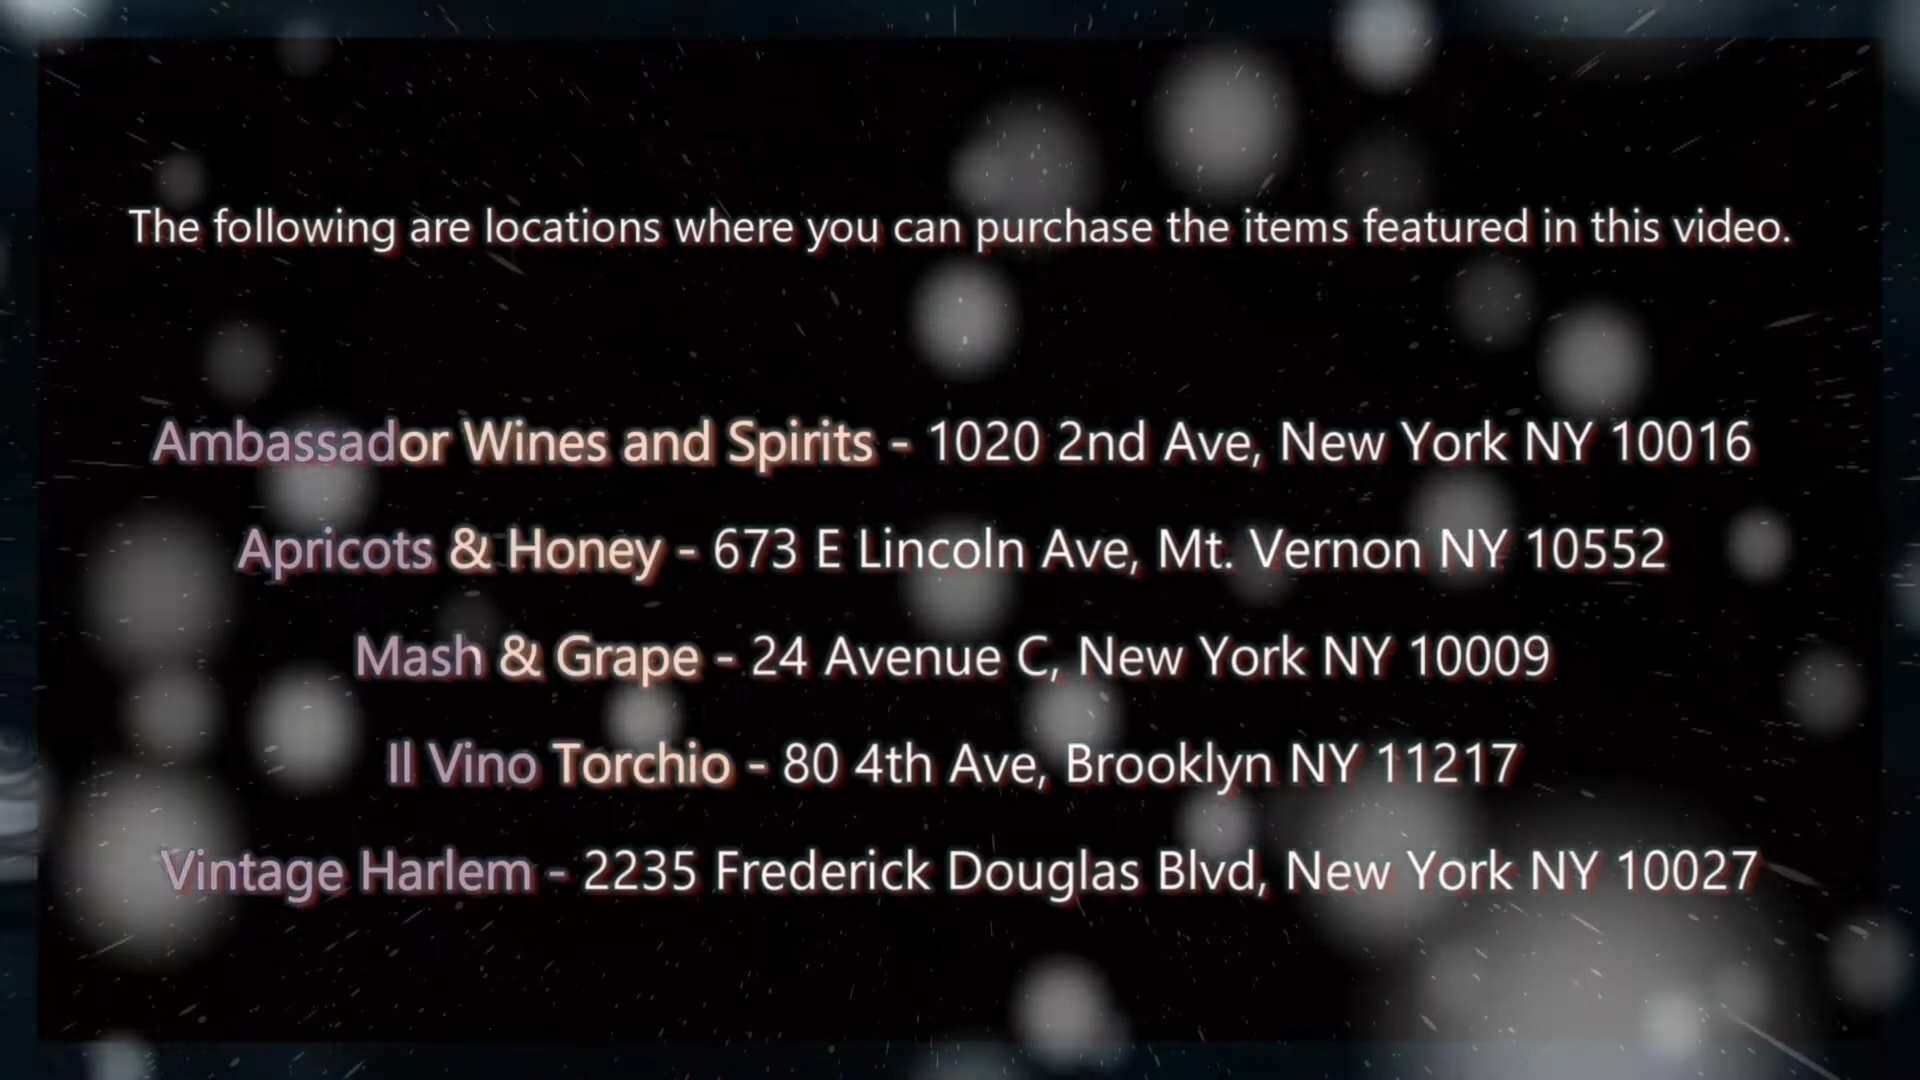 The following are locations where you can purchase the items featured in this video.
Ambassador Wines and Spirits - 1020 2nd Ave, New York NY 10016
Apricots & Honey - 673 E Lincoln Ave, Mt. Vernon NY 10552
Mash & Grape - 24 Avenue C, New York NY 10009
Il Vino Torchio - 80 4th Ave, Brooklyn NY 11217
Vintage Harlem - 2235 Frederick Douglas Blvd, New York NY 10027